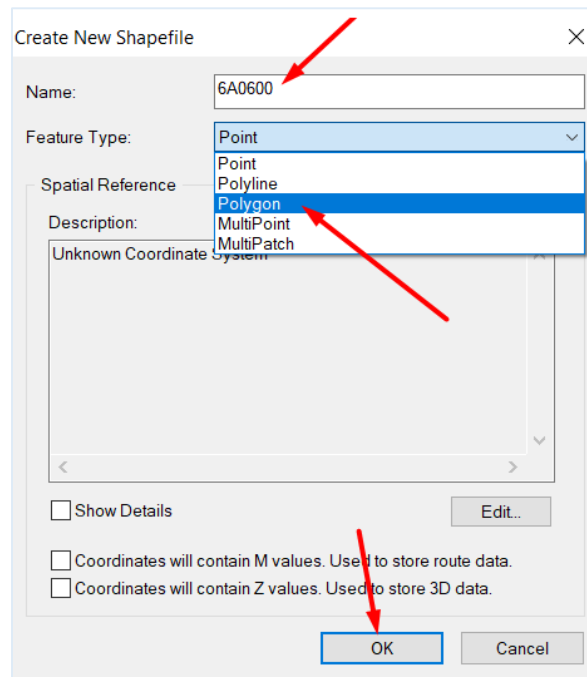 Create New Shapefile
Name: 6A0600
Feature Type: Point
Point
Polyline
Spatial Reference
Polygon
Description:
MultiPoint
MultiPatch
Unknown Coordinate System
Show Details
Edit...
Coordinates will contain M values. Used to store route data.
Coordinates will contain Z values. Used to store 3D data.
OK Cancel